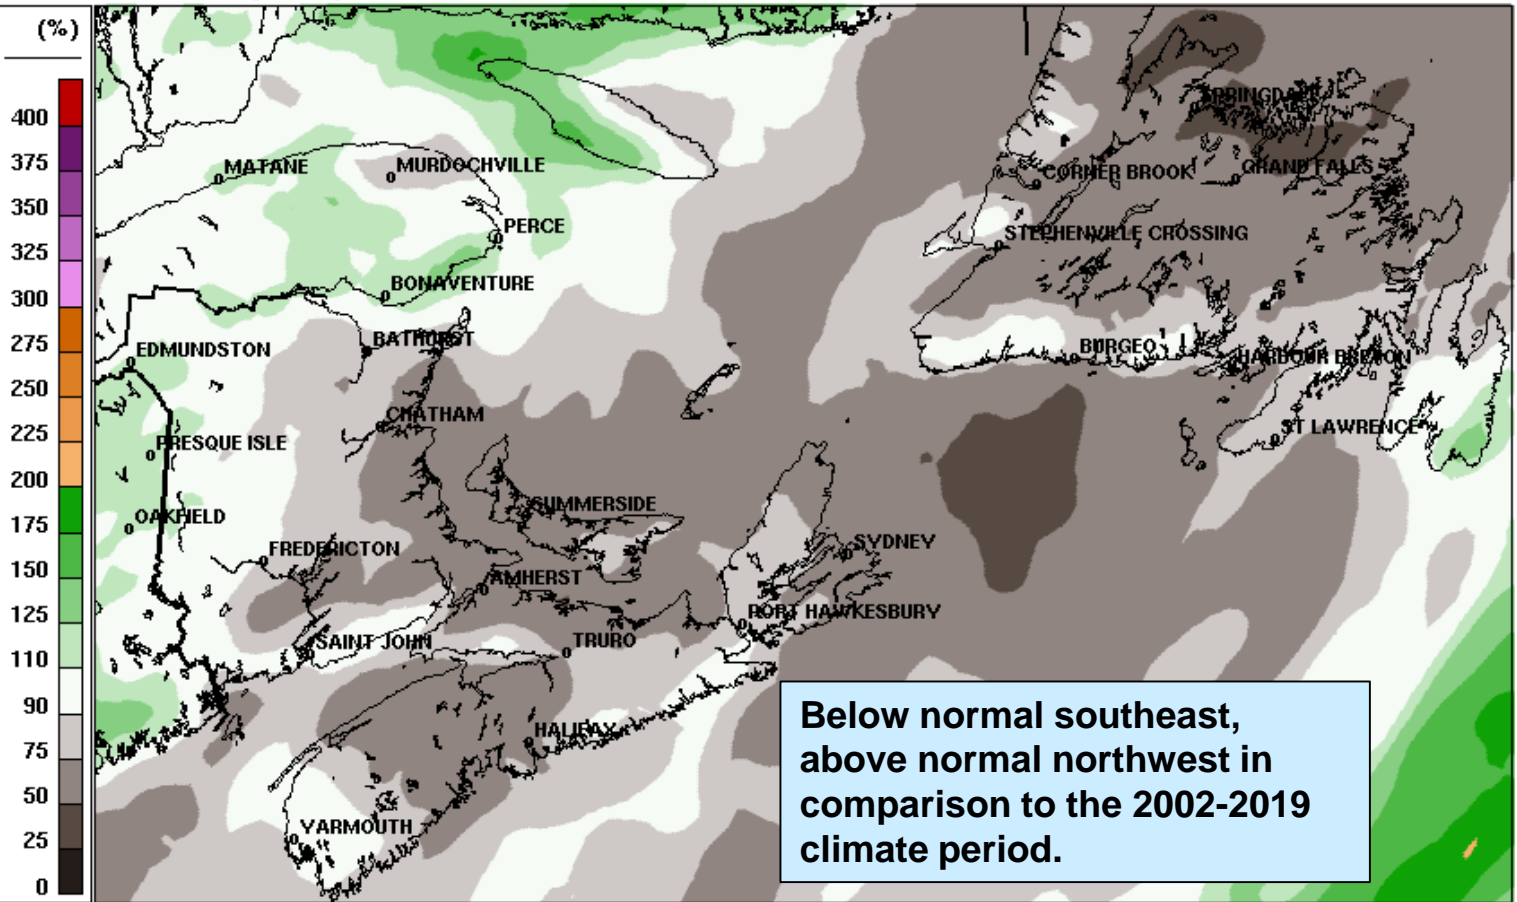 (%)
400
375
350
325
300
275
250
225
200
175
150
125
110
90
75
50
25
0
SPRINGDALE
MATANE
MURDOCHVILLE
CORNER BROOK
GRAND FALLS
PERCE
STEPHENVILLE CROSSING
BONAVENTURE
BATHURST
EDMUNDSTON
BURGEO
HARBOUR BRETON
CHATHAM
PRESQUE ISLE
ST LAWRENCE
SUMMERSIDE
OAKFIELD
FREDERICTON
SYDNEY
AMHERST
PORT HAWKESBURY
SAINT JOHN
TRURO
HALIFAX
YARMOUTH
Below normal southeast,
above normal northwest in
comparison to the 2002-2019
climate period.